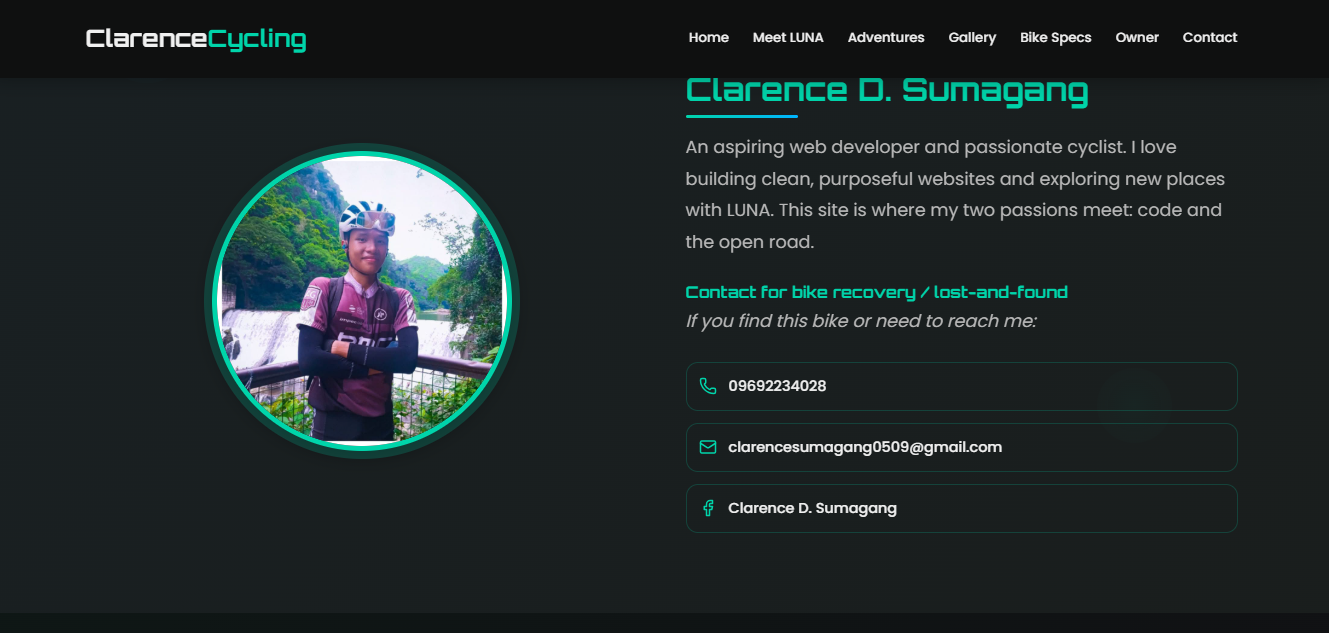 ClarenceCycling
Home Meet LUNA Adventures Gallery Bike Specs Owner Contact
Clarence D. Sumagang
An aspiring web developer and passionate cyclist. I love
building clean, purposeful websites and exploring new places
with LUNA. This site is where my two passions meet: code and
the open road.
Contact for bike recovery / lost-and-found
If you find this bike or need to reach me:
09692234028
clarencesumagang0509@gmail.com
Clarence D. Sumagang